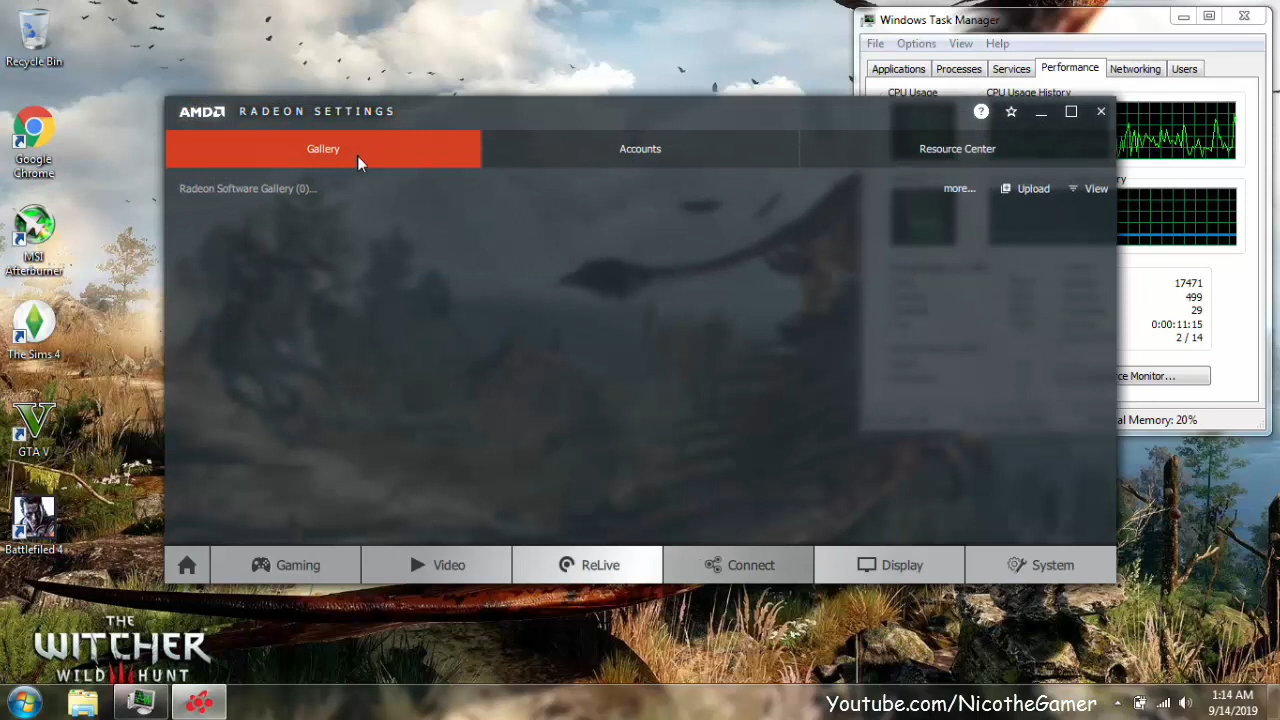 Recycle Bin
Google
Chrome
MSI
Afterburner
The Sims 4
GTA V
Battlefiled 4
Windows Task Manager
File Options View Help
Applications Processes Services Performance Networking Users
CPU Usage CPU Usage History
17471
499
29
0:00:11:15
2 / 14
ce Monitor...
al Memory: 20%
AMD RADEON SETTINGS
Gallery Accounts Resource Center
Radeon Software Gallery (0)... more... Upload View
Gaming Video ReLive Connect Display System
THE
WITCHER
WILD HUNT
Youtube.com/NicotheGamer
1:14 AM
9/14/2019